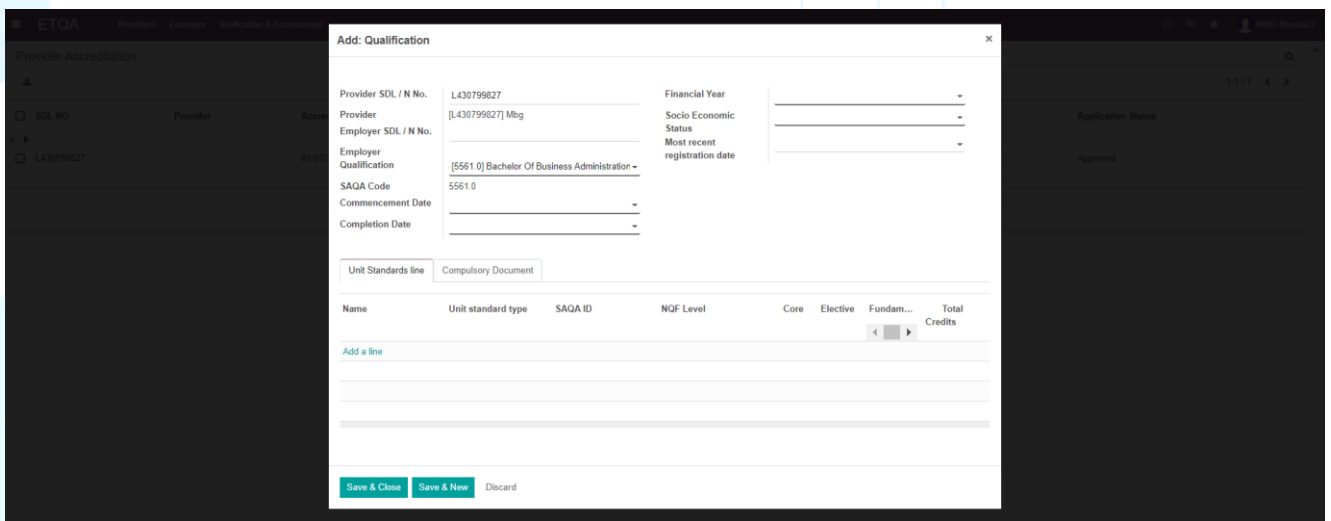 ETQA Providers Learners Verification & Assessment MBG
Add: Qualification ×
Provider Accreditation
1-1 / 1
Provider SDL / N No. L430799827 Financial Year
Provider [L430799827] Mbg Socio Economic Status
Employer SDL / N No.
Most recent registration date
Employer
Qualification [5561.0] Bachelor Of Business Administration
SAQA Code 5561.0
Commencement Date
Completion Date
SDL NO Provider Application Status
L430799827 Approved
Unit Standards line Compulsory Document
Name Unit standard type SAQA ID NQF Level Core Elective Fundam... Total Credits
Add a line
Save & Close Save & New Discard